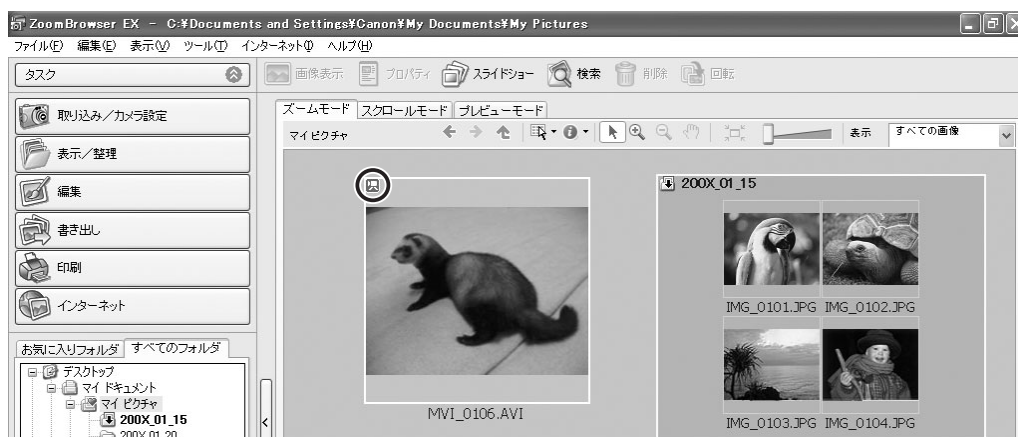 ZoomBrowser EX - C:¥Documents and Settings¥Canon¥My Documents¥My Pictures
ファイル(F) 編集(E) 表示(V) ツール(T) インターネット(I) ヘルプ(H)
タスク
画像表示 プロパティ スライドショー 検索 削除 回転
取り込み／カメラ設定
表示／整理
編集
書き出し
印刷
インターネット
お気に入りフォルダ すべてのフォルダ
デスクトップ
マイ ドキュメント
マイ ピクチャ
200X_01_15
200X_01_20
ズームモード スクロールモード プレビューモード
マイ ピクチャ 表示 すべての画像
MVI_0106.AVI
200X_01_15
IMG_0101.JPG IMG_0102.JPG
IMG_0103.JPG IMG_0104.JPG